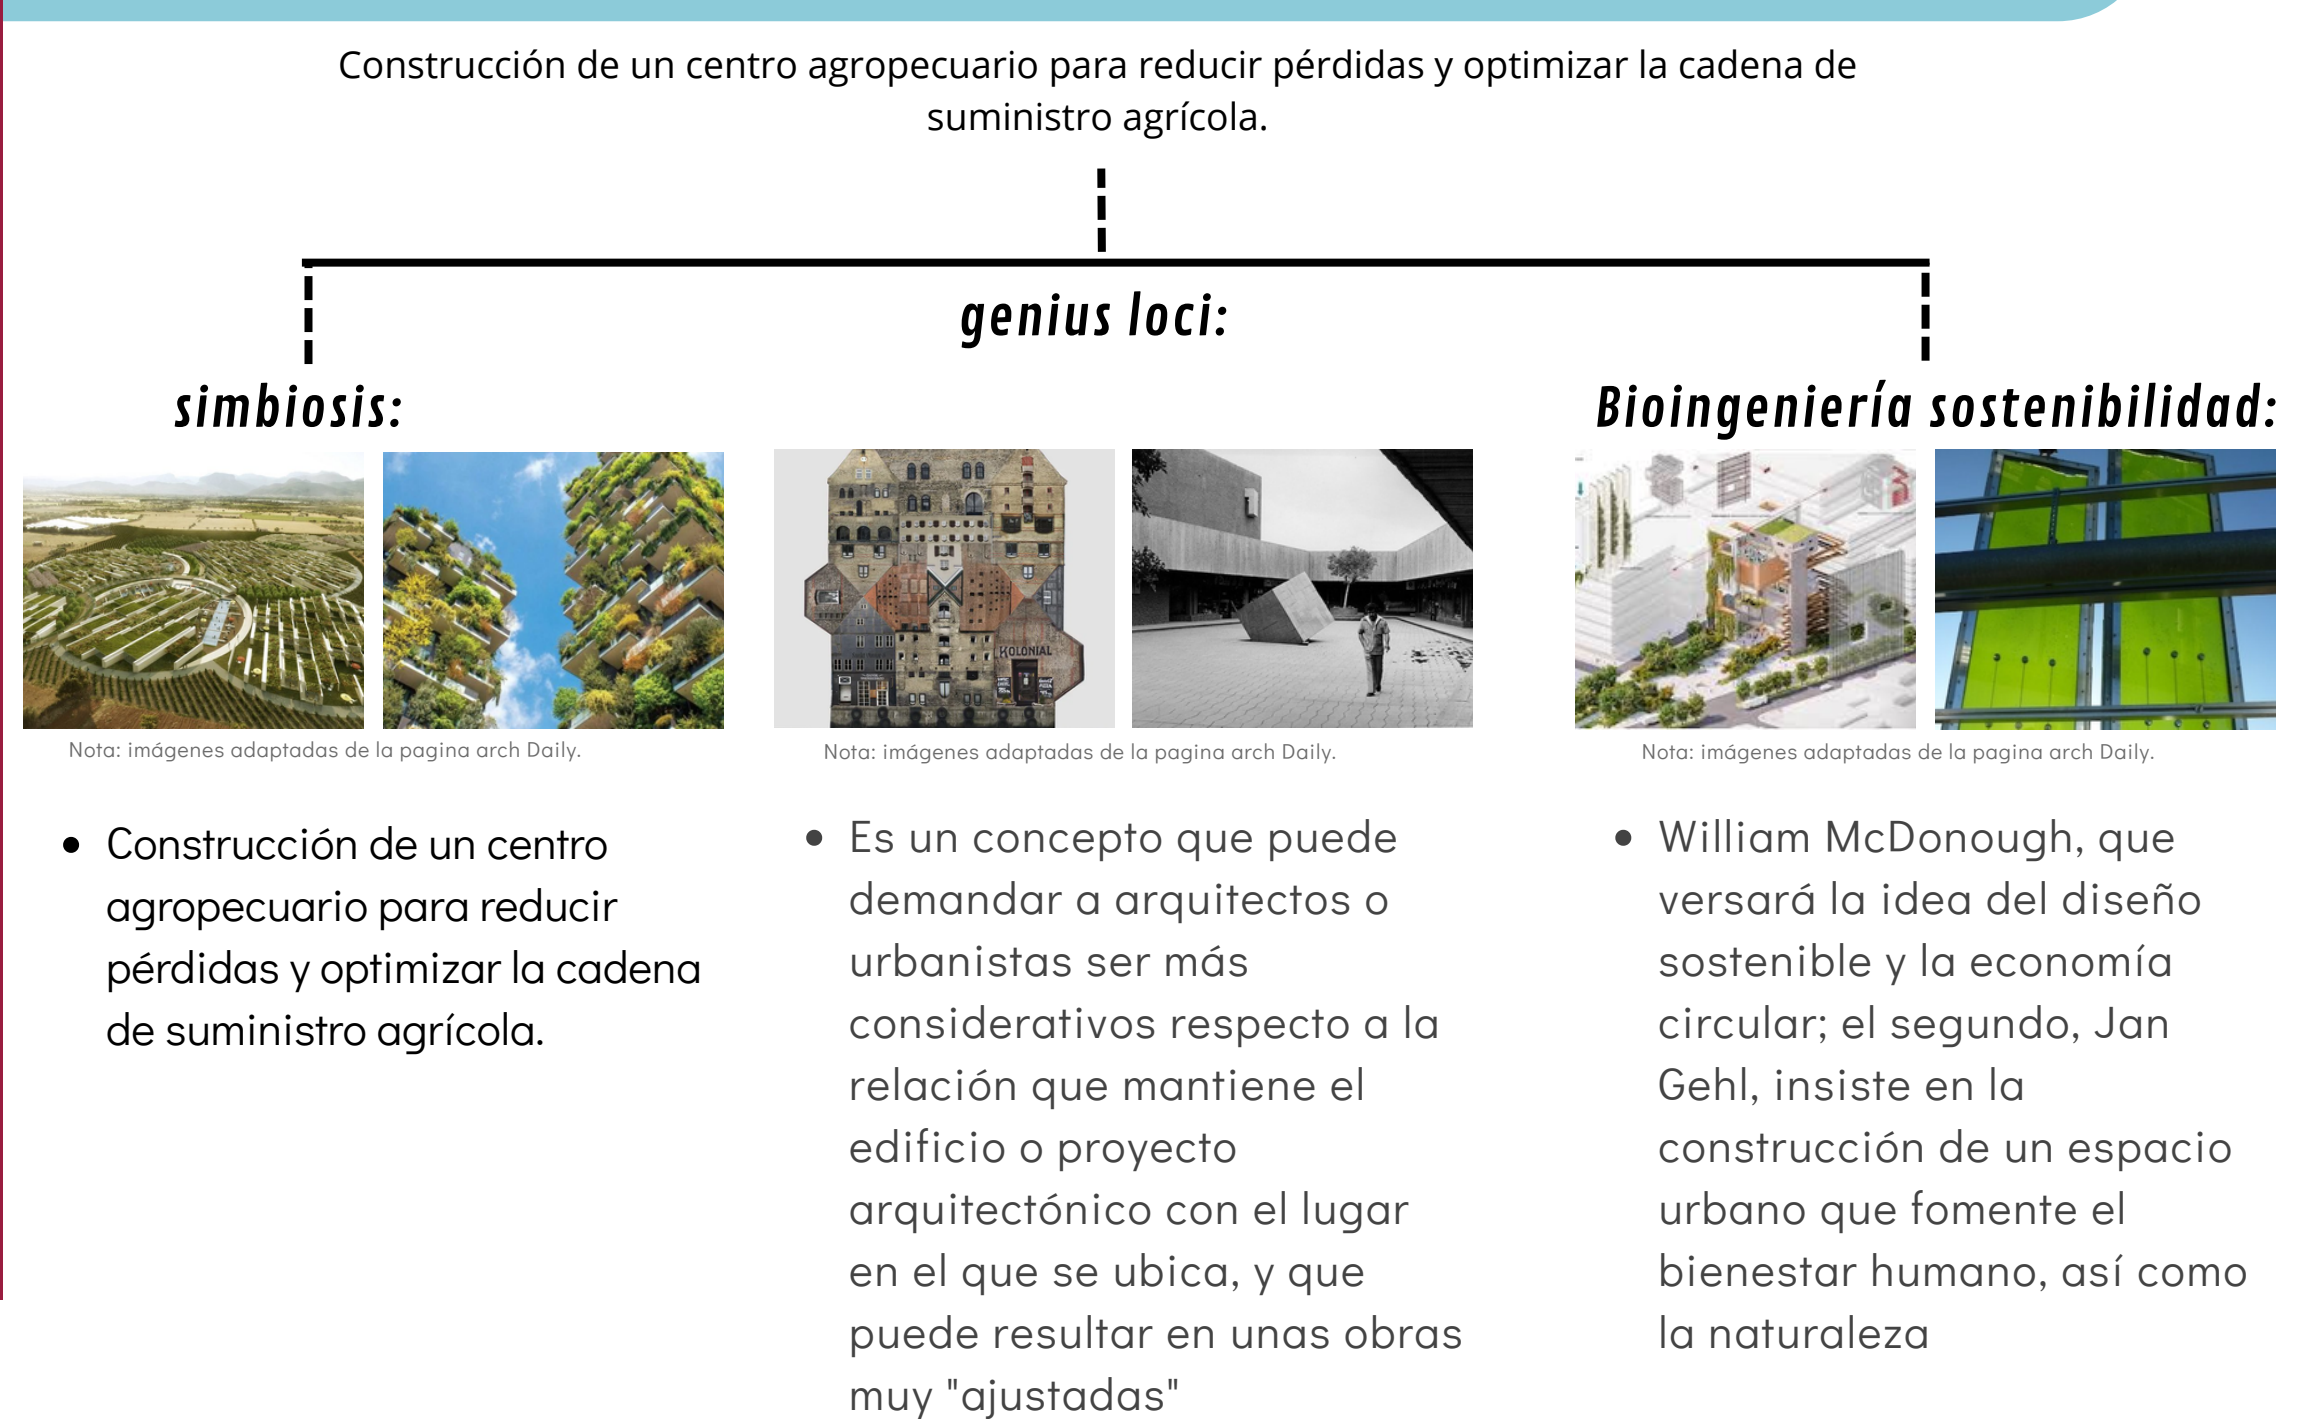 Construcción de un centro agropecuario para reducir pérdidas y optimizar la cadena de
suministro agrícola.
genius loci:
simbiosis:
Bioingeniería sostenibilidad:
KOLONIAL
Nota: imágenes adaptadas de la pagina arch Daily.
Nota: imágenes adaptadas de la pagina arch Daily.
Nota: imágenes adaptadas de la pagina arch Daily.
• Construcción de un centro
agropecuario para reducir
pérdidas y optimizar la cadena
de suministro agrícola.
• Es un concepto que puede
demandar a arquitectos o
urbanistas ser más
considerativos respecto a la
relación que mantiene el
edificio o proyecto
arquitectónico con el lugar
en el que se ubica, y que
puede resultar en unas obras
muy "ajustadas"
• William McDonough, que
versará la idea del diseño
sostenible y la economía
circular; el segundo, Jan
Gehl, insiste en la
construcción de un espacio
urbano que fomente el
bienestar humano, así como
la naturaleza